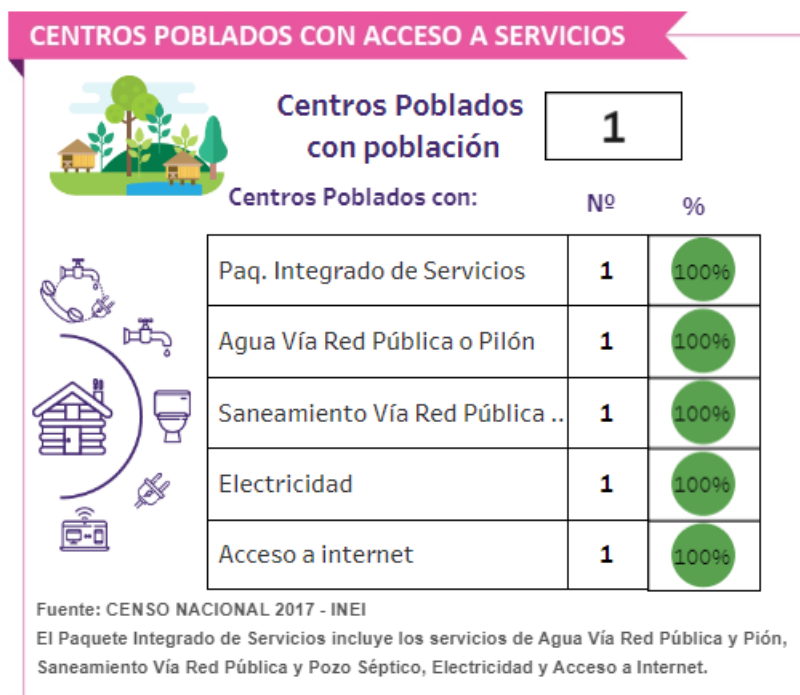 CENTROS POBLADOS CON ACCESO A SERVICIOS
Centros Poblados
con población
1
Centros Poblados con: Nº %
Paq. Integrado de Servicios 1 100%
Agua Vía Red Pública o Pilón 1 100%
Saneamiento Vía Red Pública .. 1 100%
Electricidad 1 100%
Acceso a internet 1 100%
Fuente: CENSO NACIONAL 2017 - INEI
El Paquete Integrado de Servicios incluye los servicios de Agua Vía Red Pública y Pión,
Saneamiento Vía Red Pública y Pozo Séptico, Electricidad y Acceso a Internet.